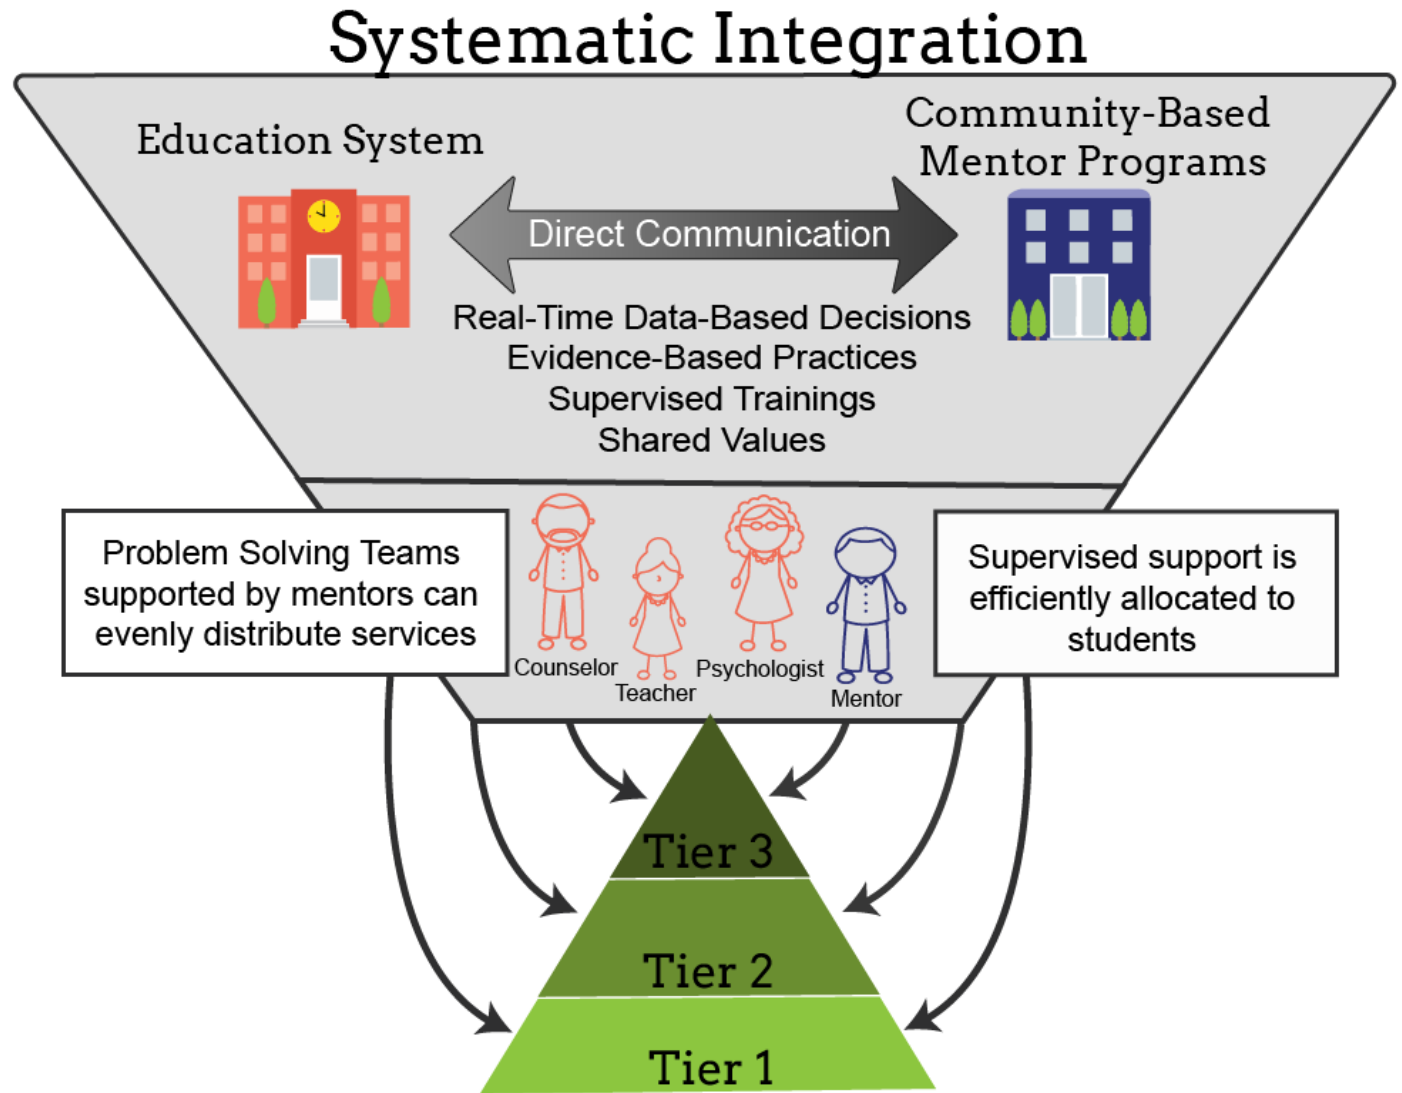 Systematic Integration
Education System
Community-Based
Mentor Programs
Direct Communication
Real-Time Data-Based Decisions
Evidence-Based Practices
Supervised Trainings
Shared Values
Problem Solving Teams
supported by mentors can
evenly distribute services
Counselor
Teacher
Psychologist
Mentor
Supervised support is
efficiently allocated to
students
Tier 3
Tier 2
Tier 1